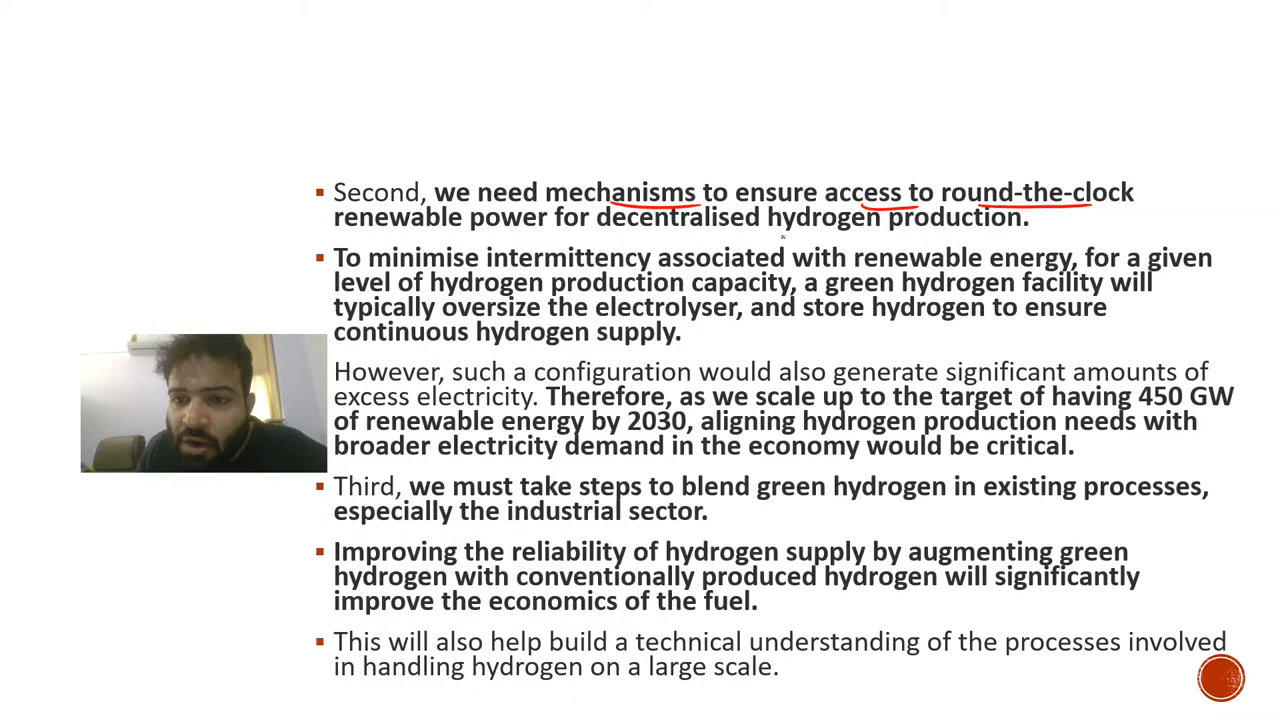 Second, we need mechanisms to ensure access to round-the-clock
renewable power for decentralised hydrogen production.
To minimise intermittency associated with renewable energy, for a given
level of hydrogen production capacity, a green hydrogen facility will
typically oversize the electrolyser, and store hydrogen to ensure
continuous hydrogen supply.
However, such a configuration would also generate significant amounts of
excess electricity. Therefore, as we scale up to the target of having 450 GW
of renewable energy by 2030, aligning hydrogen production needs with
broader electricity demand in the economy would be critical.
Third, we must take steps to blend green hydrogen in existing processes,
especially the industrial sector.
Improving the reliability of hydrogen supply by augmenting green
hydrogen with conventionally produced hydrogen will significantly
improve the economics of the fuel.
This will also help build a technical understanding of the processes involved
in handling hydrogen on a large scale.